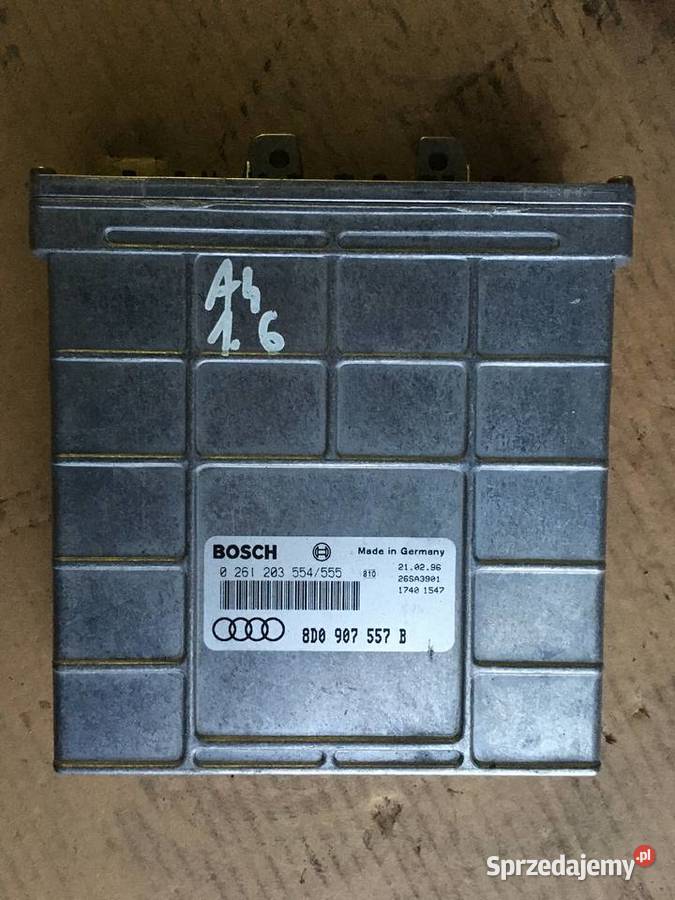 A4
1.6
BOSCH Made in Germany
0 261 203 554/555 810 21.02.96
26SA3901
1740 1547
8D0 907 557 B
Sprzedajemy.pl